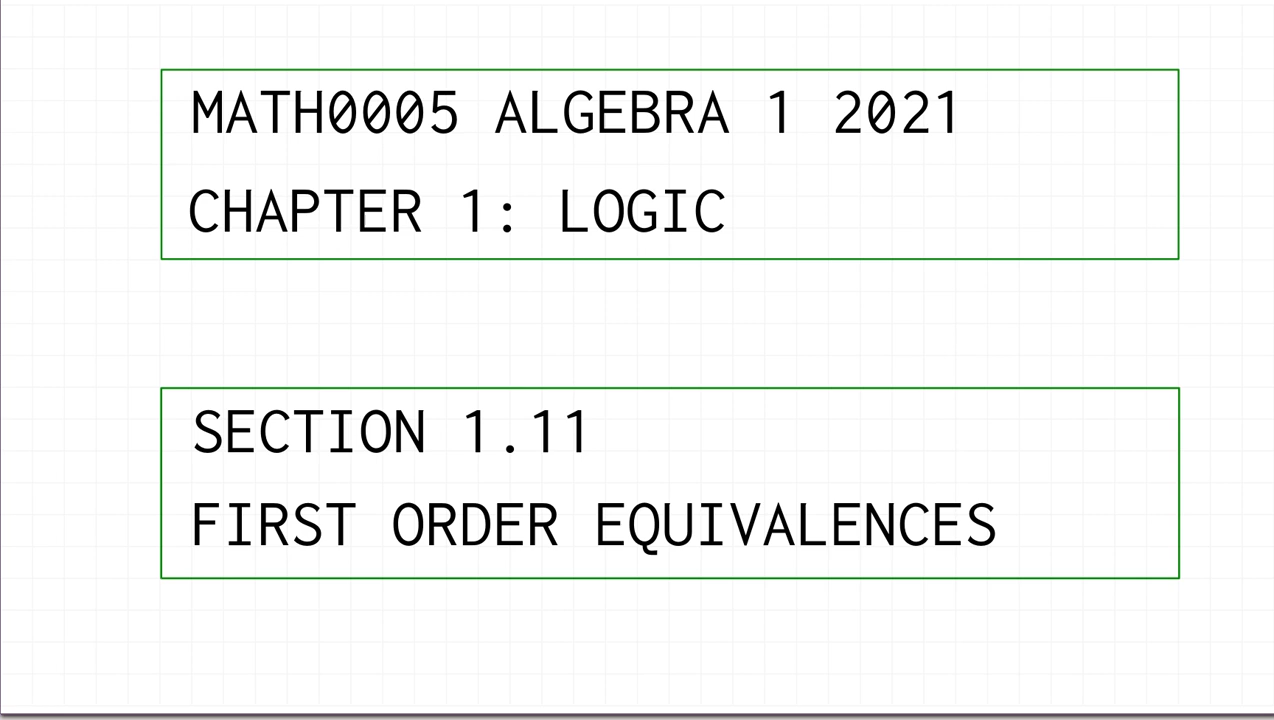 MATH0005 ALGEBRA 1 2021
CHAPTER 1: LOGIC
SECTION 1.11
FIRST ORDER EQUIVALENCES